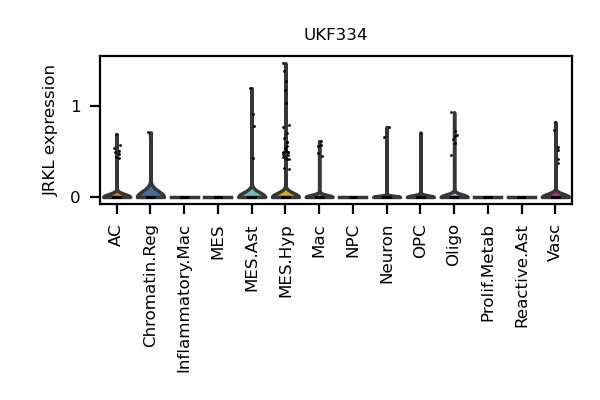 UKF334
JRKL expression
1
0
AC
Chromatin.Reg
Inflammatory.Mac
MES
MES.Ast
MES.Hyp
Mac
NPC
Neuron
OPC
Oligo
Prolif.Metab
Reactive.Ast
Vasc